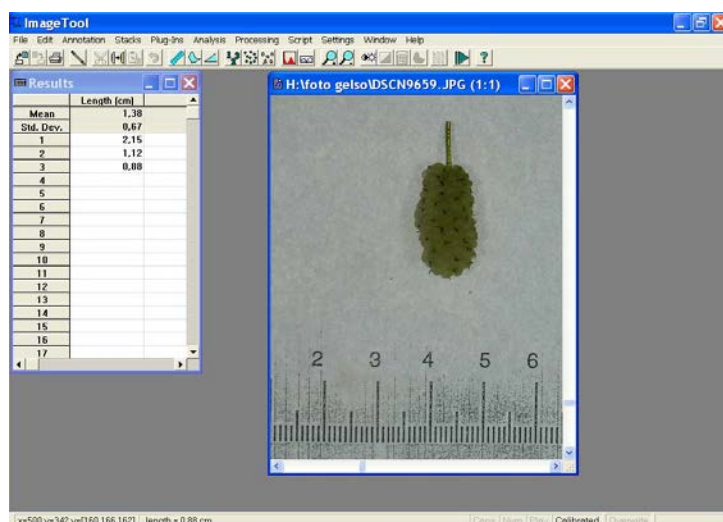 ImageTool
File Edit Annotation Stacks Plug-Ins Analysis Processing Script Settings Window Help
Results
Length (cm)
Mean 1,38
Std. Dev. 0,67
1 2,15
2 1,12
3 0,88
4
5
6
7
8
9
10
11
12
13
14
15
16
17
H:\foto gelso\DSCN9659.JPG (1:1)
2 3 4 5 6
length = 0.88 cm
Calibrated